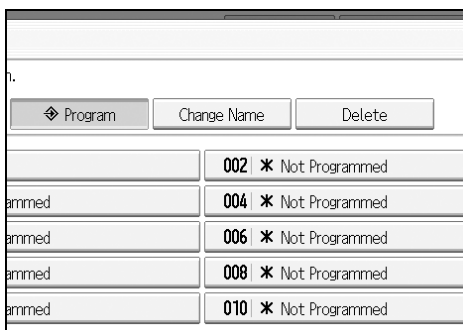 n.
Program Change Name Delete
002 * Not Programmed
ammed 004 * Not Programmed
ammed 006 * Not Programmed
ammed 008 * Not Programmed
ammed 010 * Not Programmed